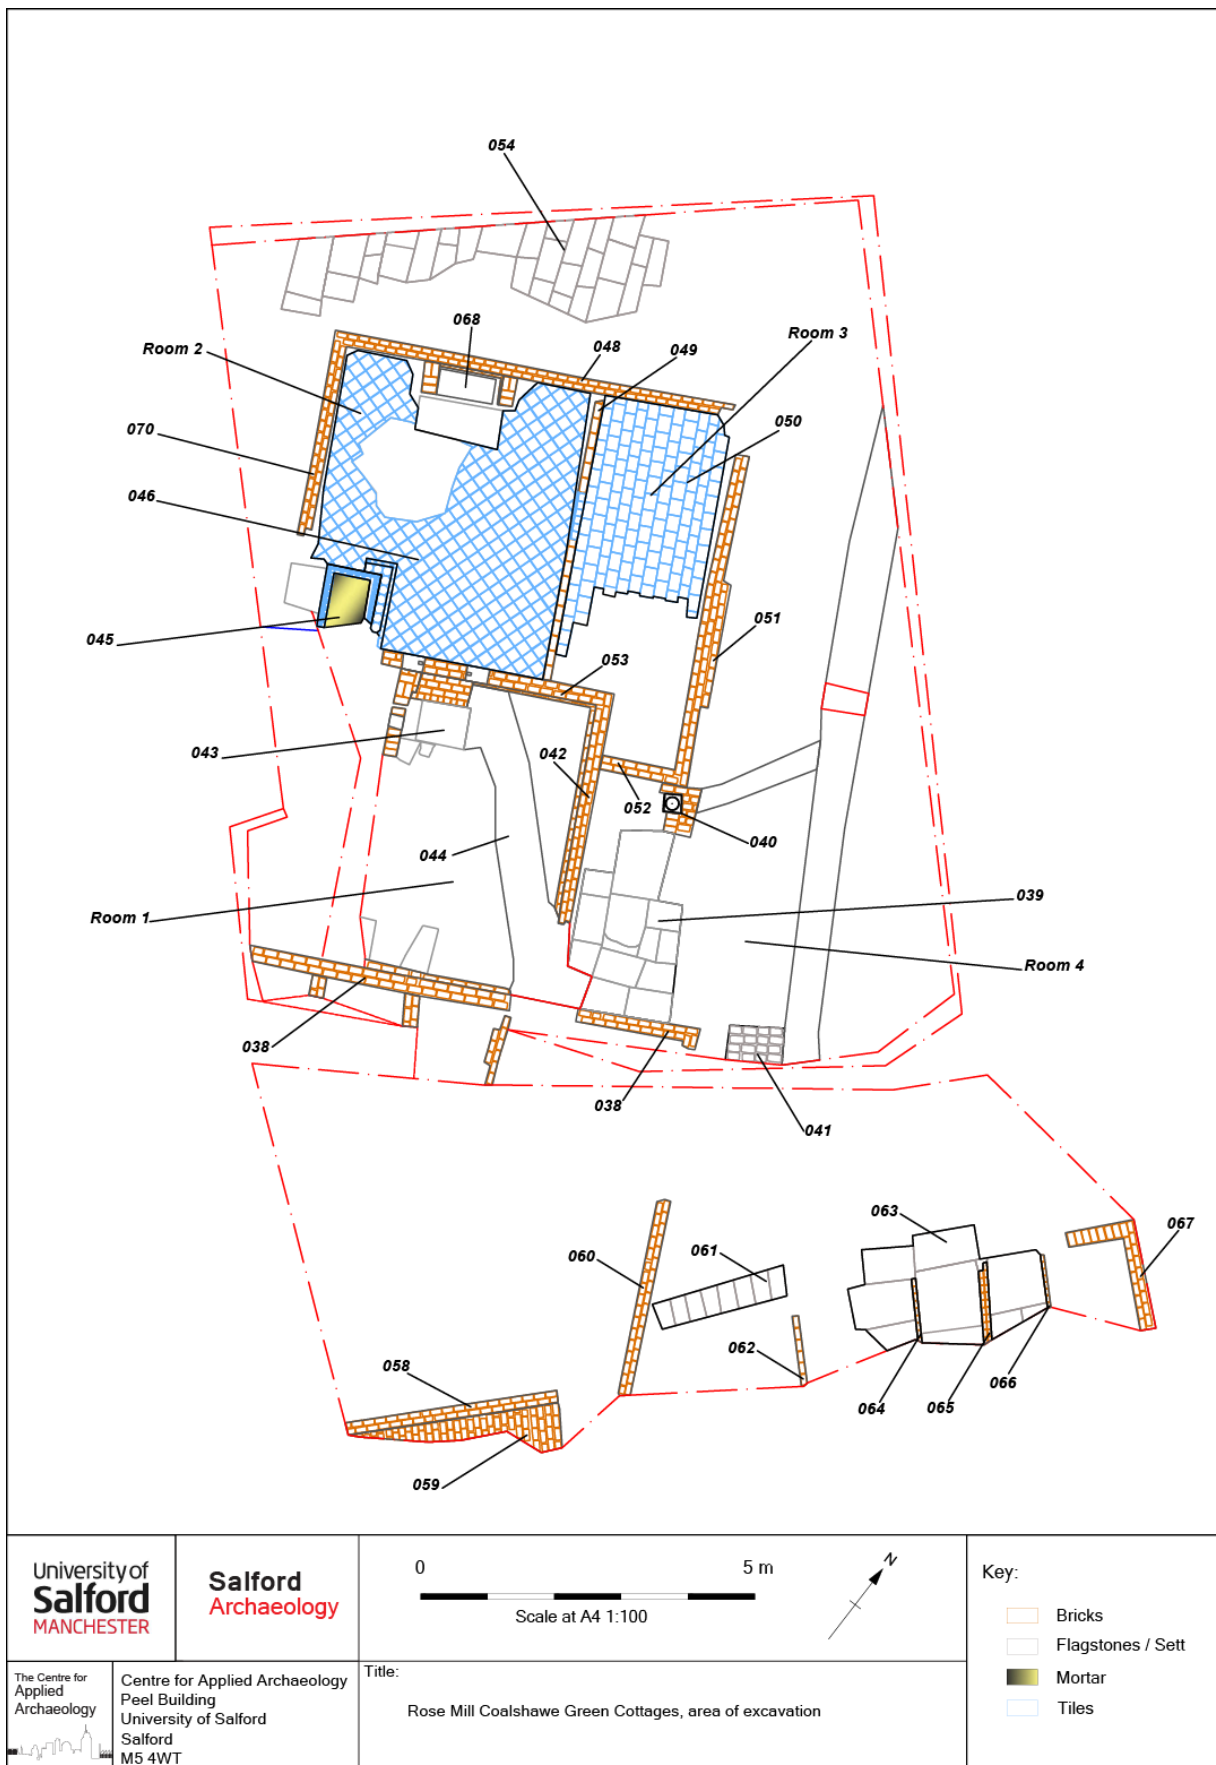 054
068
048
049
Room 3
Room 2
050
070
046
045
051
053
043
042
052
040
044
039
Room 1
Room 4
038
038
041
063
067
060
061
062
066
058
064
065
059
University of
Salford
MANCHESTER
Salford
Archaeology
0 5 m
Scale at A4 1:100
N
Key:
Bricks
Flagstones / Sett
Mortar
Tiles
The Centre for
Applied
Archaeology
Centre for Applied Archaeology
Peel Building
University of Salford
Salford
M5 4WT
Title:
Rose Mill Coalshawe Green Cottages, area of excavation